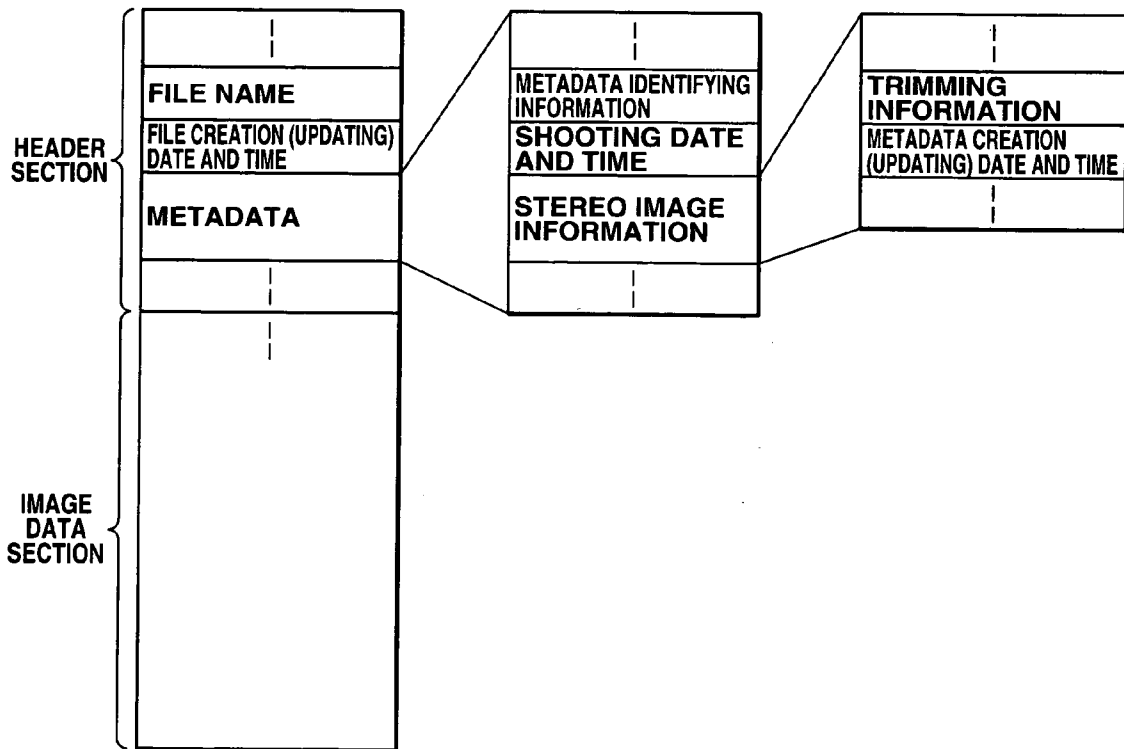 HEADER
SECTION
FILE NAME
FILE CREATION (UPDATING)
DATE AND TIME
METADATA
IMAGE
DATA
SECTION
METADATA IDENTIFYING
INFORMATION
SHOOTING DATE
AND TIME
STEREO IMAGE
INFORMATION
TRIMMING
INFORMATION
METADATA CREATION
(UPDATING) DATE AND TIME